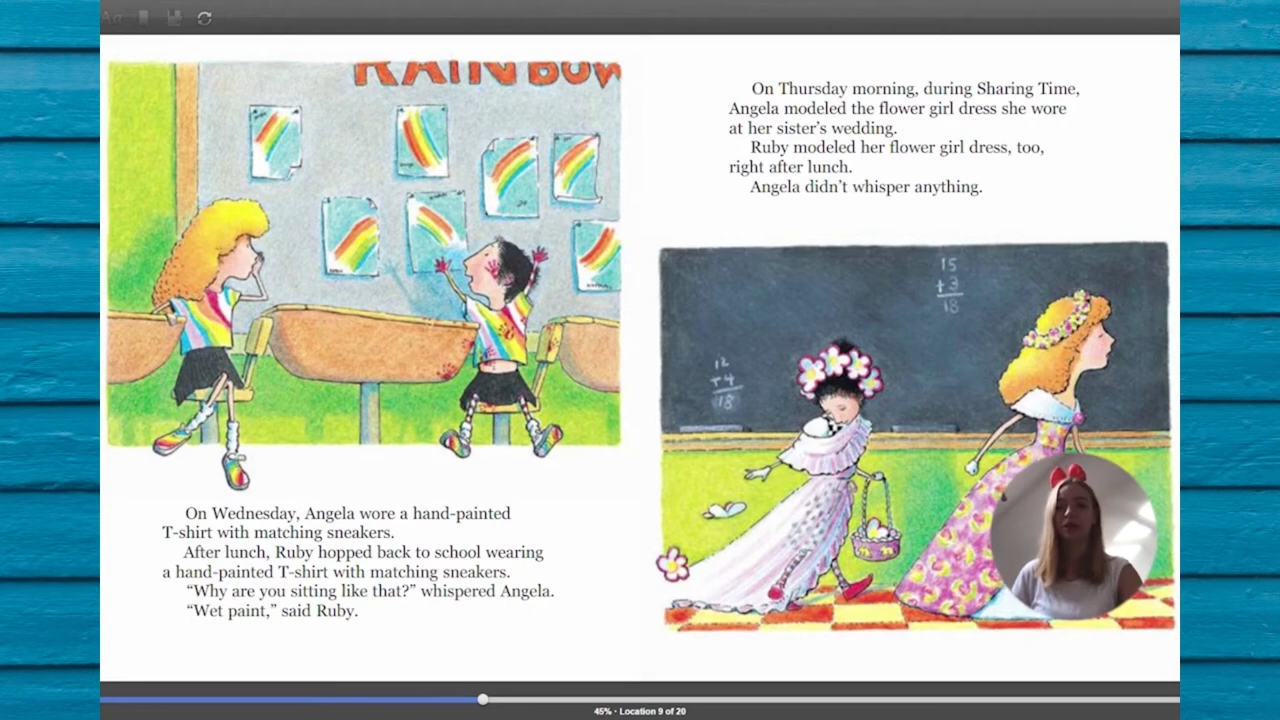 Aa
RAINBOW
On Wednesday, Angela wore a hand-painted
T-shirt with matching sneakers.
After lunch, Ruby hopped back to school wearing
a hand-painted T-shirt with matching sneakers.
"Why are you sitting like that?" whispered Angela.
"Wet paint," said Ruby.
On Thursday morning, during Sharing Time,
Angela modeled the flower girl dress she wore
at her sister's wedding.
Ruby modeled her flower girl dress, too,
right after lunch.
Angela didn't whisper anything.
15
+3
18
12
+4
18
45% · Location 9 of 20